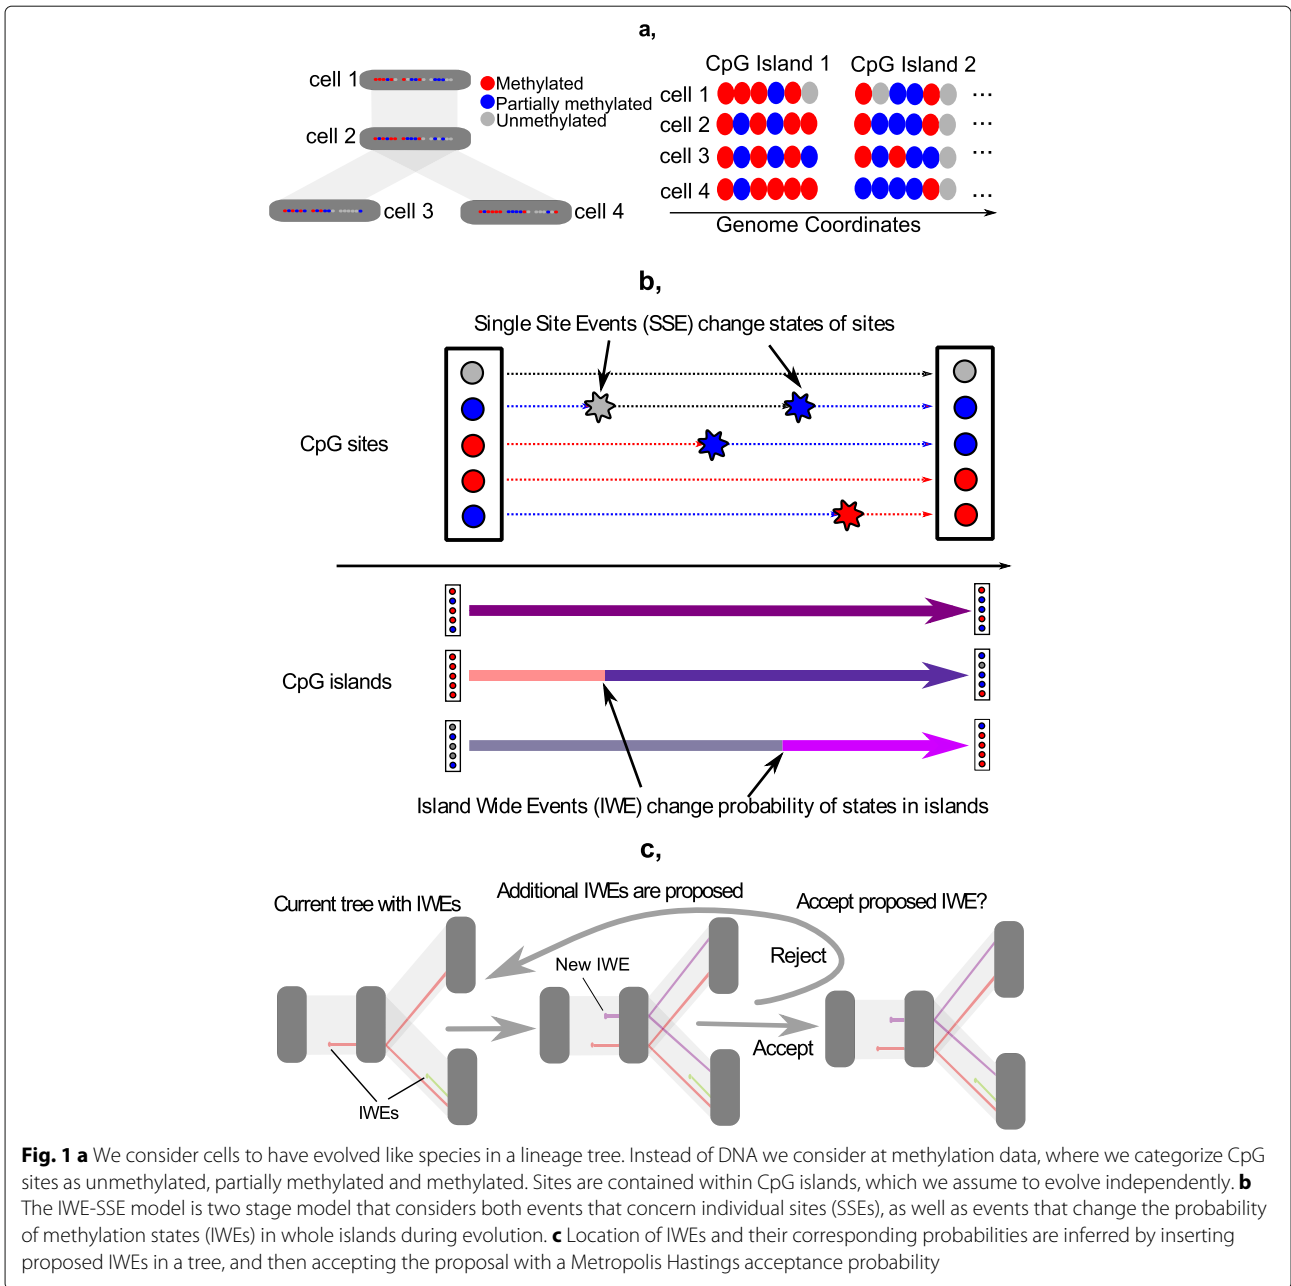 a,
cell 1
Methylated
Partially methylated
Unmethylated
cell 2
cell 3
cell 4
CpG Island 1
CpG Island 2
cell 1
...
cell 2
...
cell 3
...
cell 4
...
Genome Coordinates
b,
Single Site Events (SSE) change states of sites
CpG sites
CpG islands
Island Wide Events (IWE) change probability of states in islands
c,
Current tree with IWEs
Additional IWEs are proposed
Accept proposed IWE?
New IWE
Reject
Accept
IWEs
Fig. 1 a We consider cells to have evolved like species in a lineage tree. Instead of DNA we consider at methylation data, where we categorize CpG
sites as unmethylated, partially methylated and methylated. Sites are contained within CpG islands, which we assume to evolve independently. b
The IWE-SSE model is two stage model that considers both events that concern individual sites (SSEs), as well as events that change the probability
of methylation states (IWEs) in whole islands during evolution. c Location of IWEs and their corresponding probabilities are inferred by inserting
proposed IWEs in a tree, and then accepting the proposal with a Metropolis Hastings acceptance probability